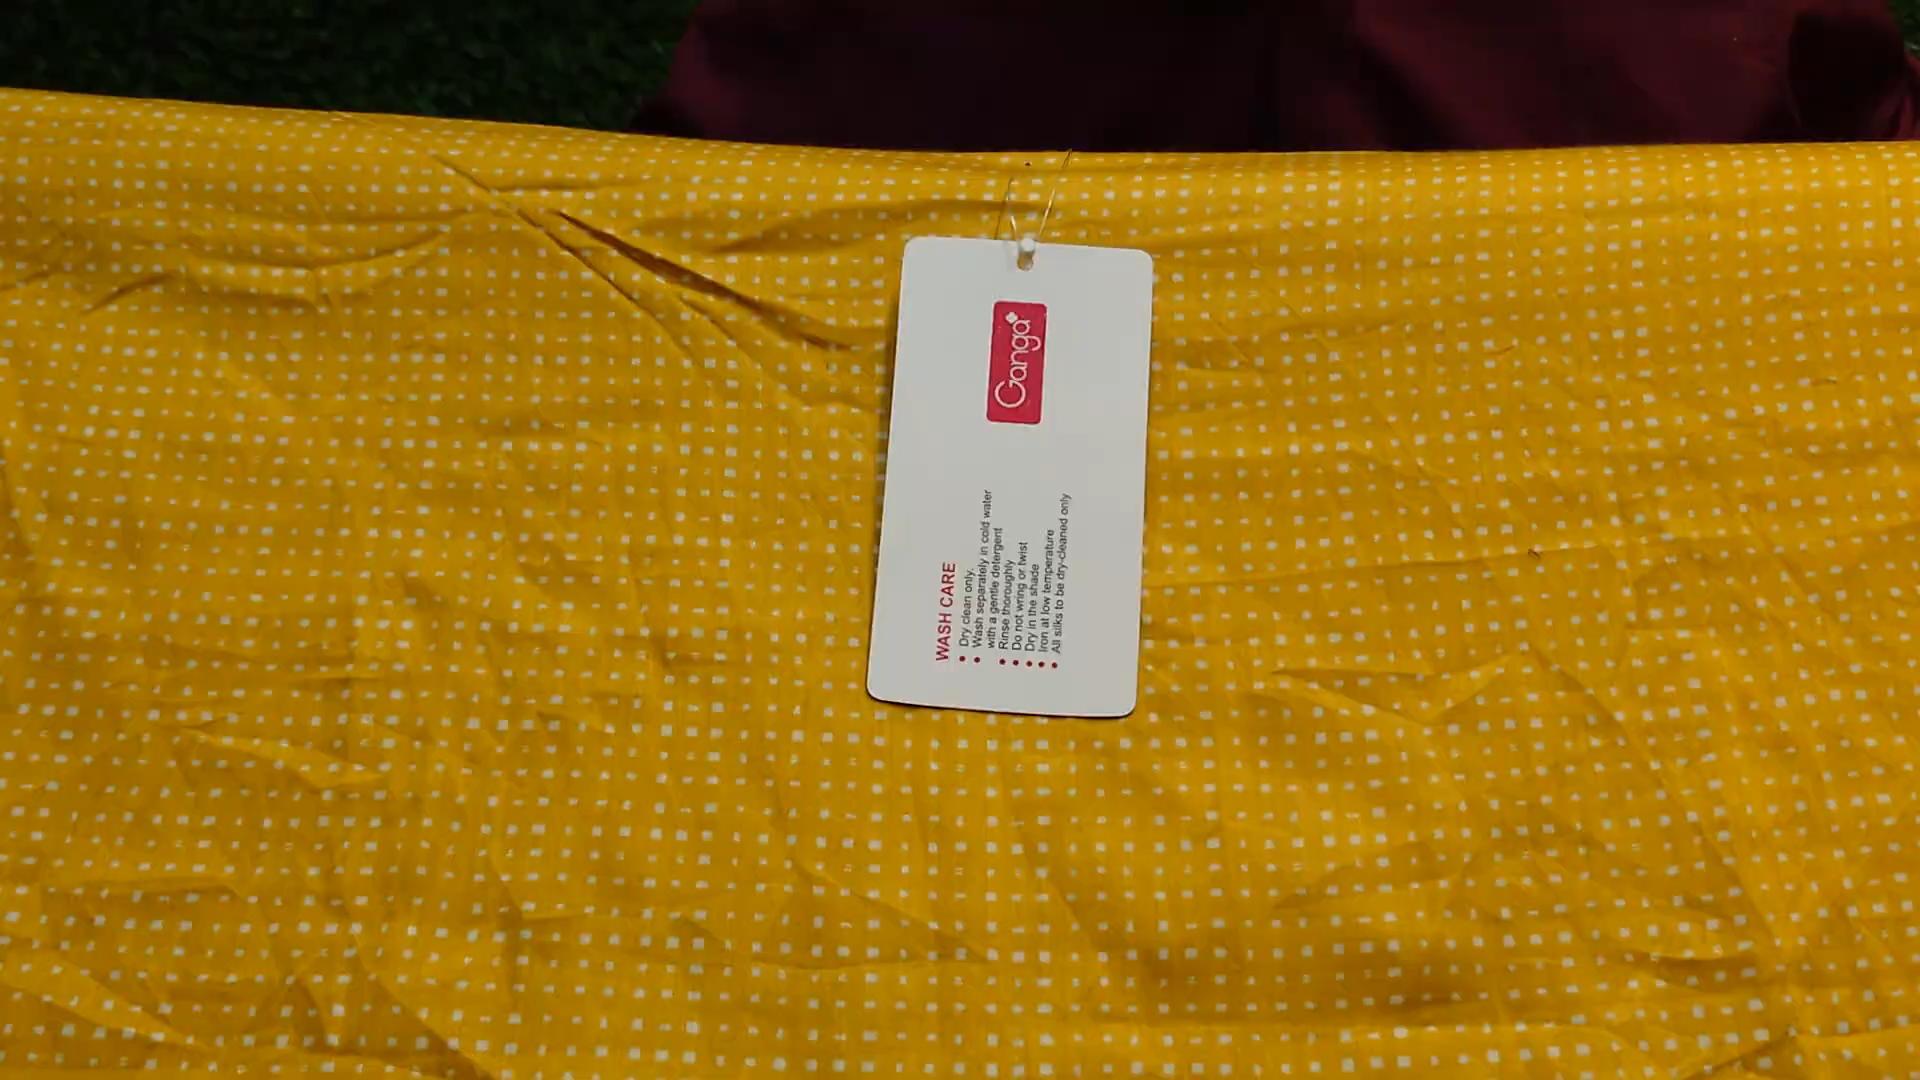 Ganga
WASH CARE
• Dry clean only.
• Wash separately in cold water
with a gentle detergent
• Rinse thoroughly
• Do not wring or twist
• Dry in the shade
• Iron at low temperature
• All silks to be dry-cleaned only